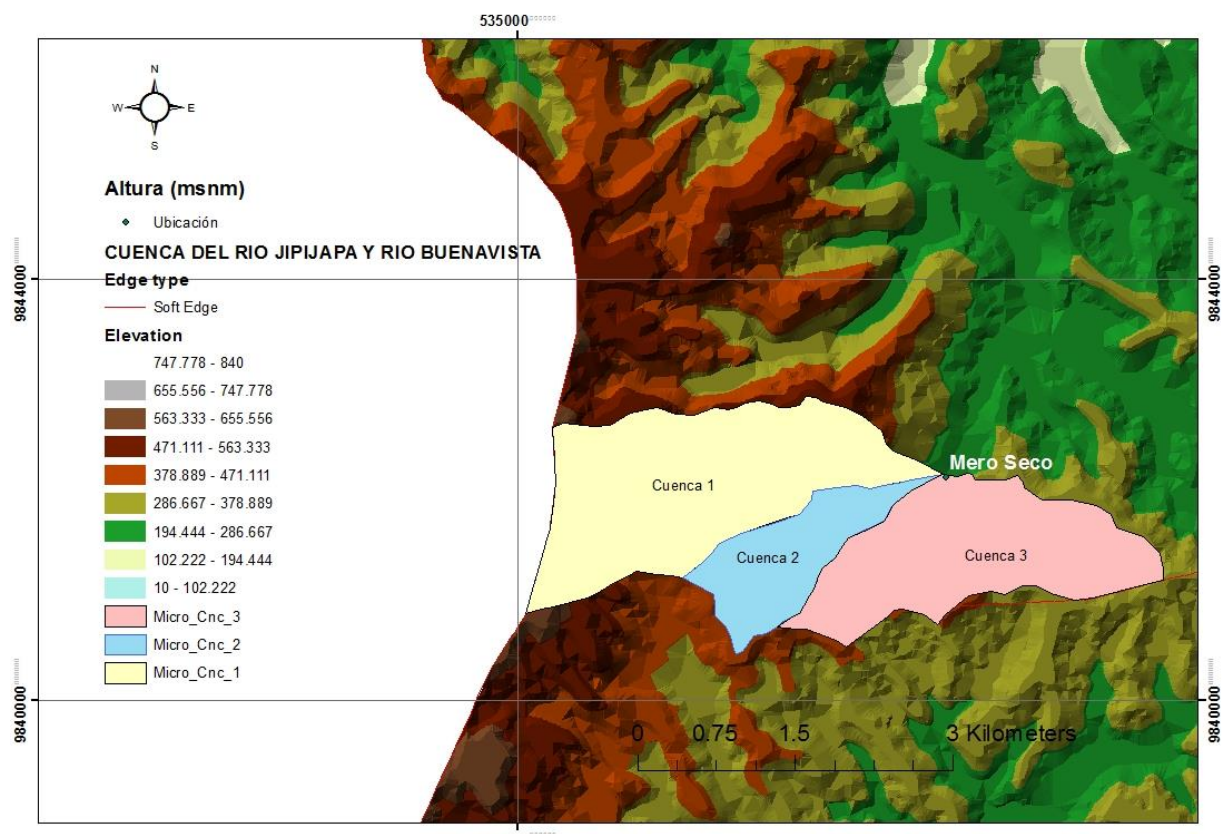 535000
N
W E
S
Altura (msnm)
Ubicación
CUENCA DEL RIO JIPIJAPA Y RIO BUENAVISTA
Edge type
Soft Edge
Elevation
747.778 - 840
655.556 - 747.778
563.333 - 655.556
471.111 - 563.333
378.889 - 471.111
286.667 - 378.889
194.444 - 286.667
102.222 - 194.444
10 - 102.222
Micro_Cnc_3
Micro_Cnc_2
Micro_Cnc_1
9844000
9844000
Mero Seco
Cuenca 1
Cuenca 2
Cuenca 3
9840000
9840000
0 0.75 1.5 3 Kilometers
535000